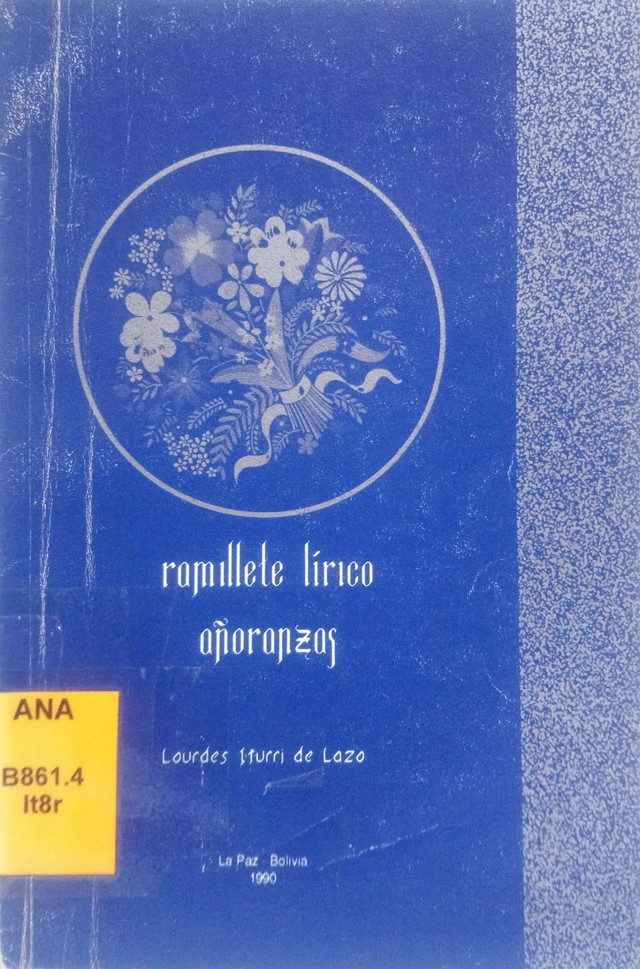 ramillete lírico
añoranzas
Lourdes Iturri de Lazo
ANA
B861.4
It8r
La Paz - Bolivia
1990